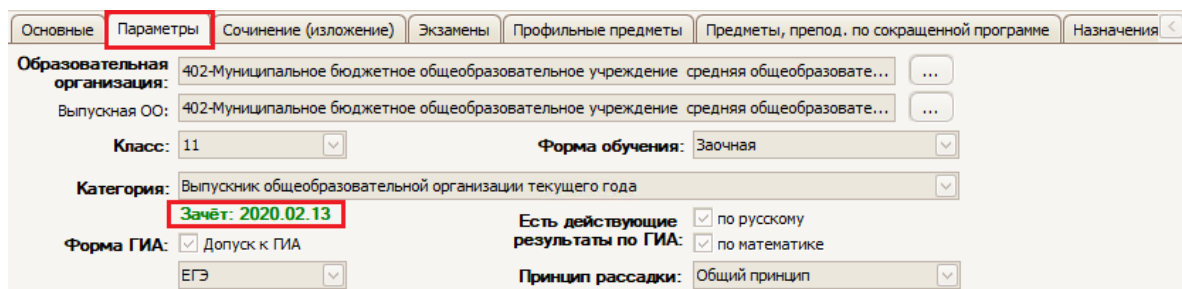 Основные Параметры Сочинение (изложение) Экзамены Профильные предметы Предметы, препод. по сокращенной программе Назначения
Образовательная организация: 402-Муниципальное бюджетное общеобразовательное учреждение средняя общеобразовате... ...
Выпускная ОО: 402-Муниципальное бюджетное общеобразовательное учреждение средняя общеобразовате... ...
Класс: 11 Форма обучения: Заочная
Категория: Выпускник общеобразовательной организации текущего года
Зачёт: 2020.02.13
Форма ГИА: Допуск к ГИА
Есть действующие результаты по ГИА: по русскому
по математике
ЕГЭ Принцип рассадки: Общий принцип